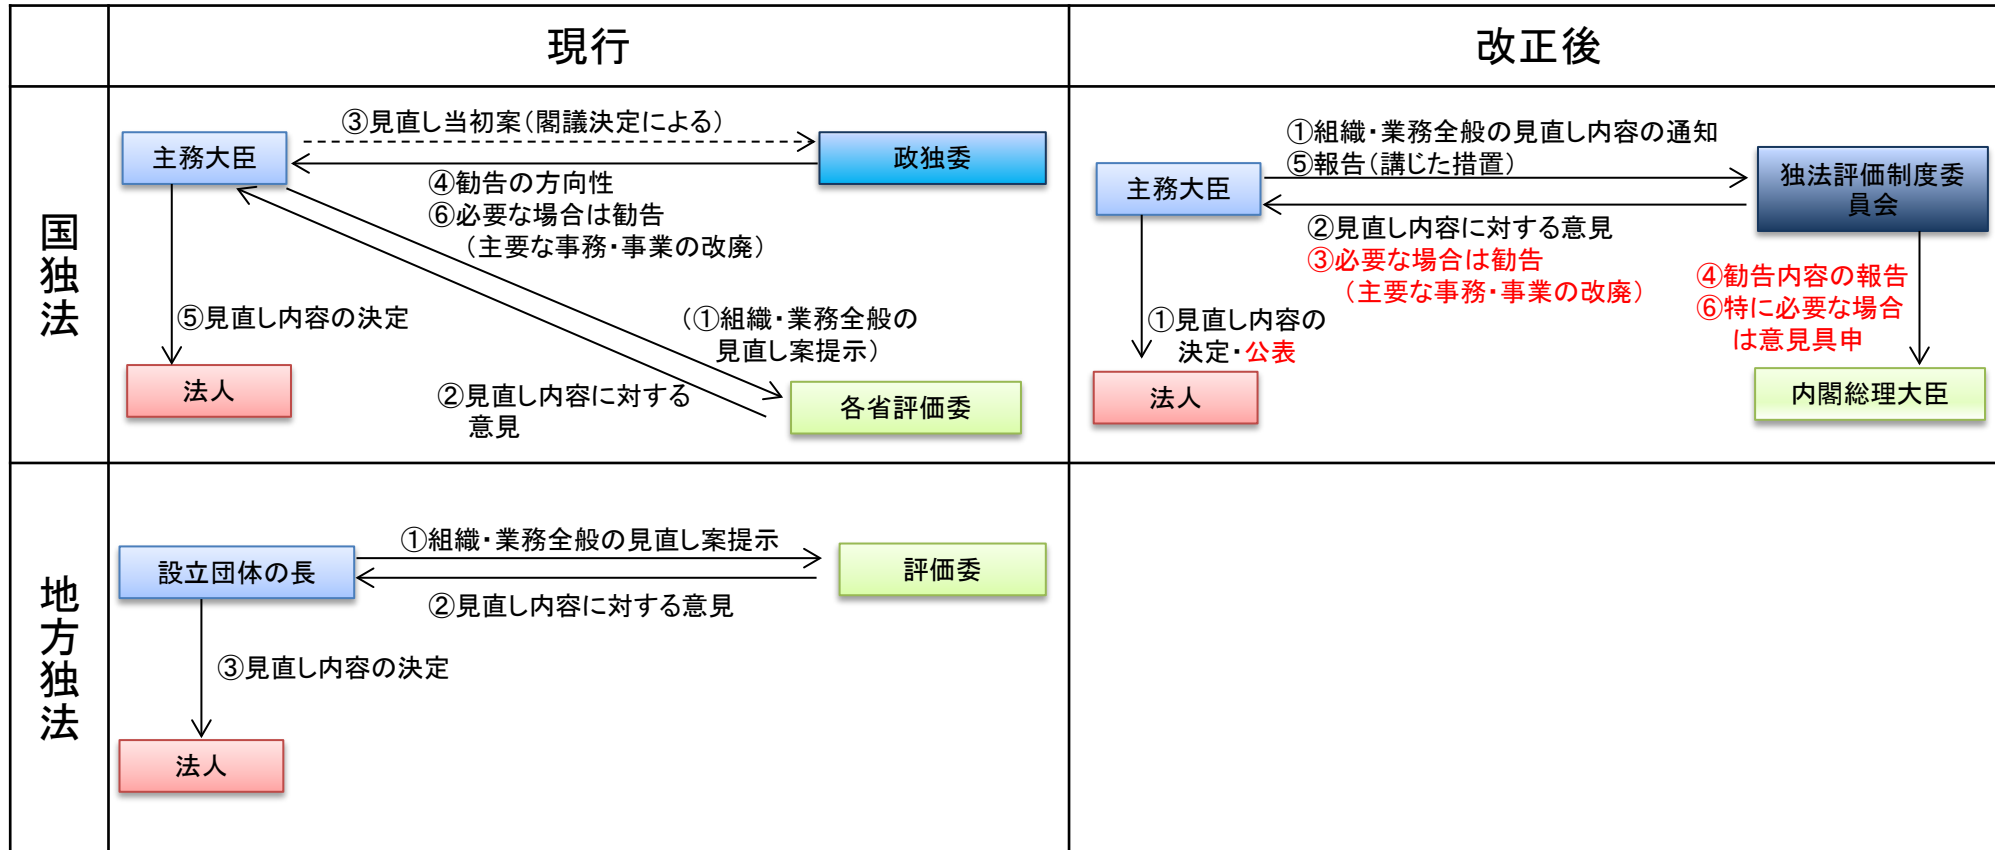 現行
改正後
国独法
③見直し当初案（閣議決定による）
主務大臣
政独委
④勧告の方向性
⑥必要な場合は勧告
（主要な事務・事業の改廃）
⑤見直し内容の決定
（①組織・業務全般の
見直し案提示）
法人
②見直し内容に対する
意見
各省評価委
①組織・業務全般の見直し内容の通知
⑤報告（講じた措置）
主務大臣
独法評価制度委
員会
②見直し内容に対する意見
③必要な場合は勧告
（主要な事務・事業の改廃）
④勧告内容の報告
⑥特に必要な場合
は意見具申
①見直し内容の
決定・公表
法人
内閣総理大臣
地方独法
①組織・業務全般の見直し案提示
設立団体の長
評価委
②見直し内容に対する意見
③見直し内容の決定
法人